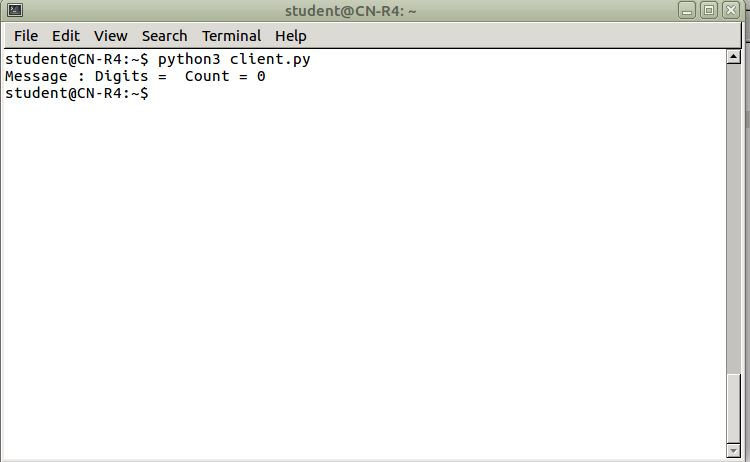 student@CN-R4: ~
File Edit View Search Terminal Help
student@CN-R4:~$ python3 client.py
Message : Digits =  Count = 0
student@CN-R4:~$